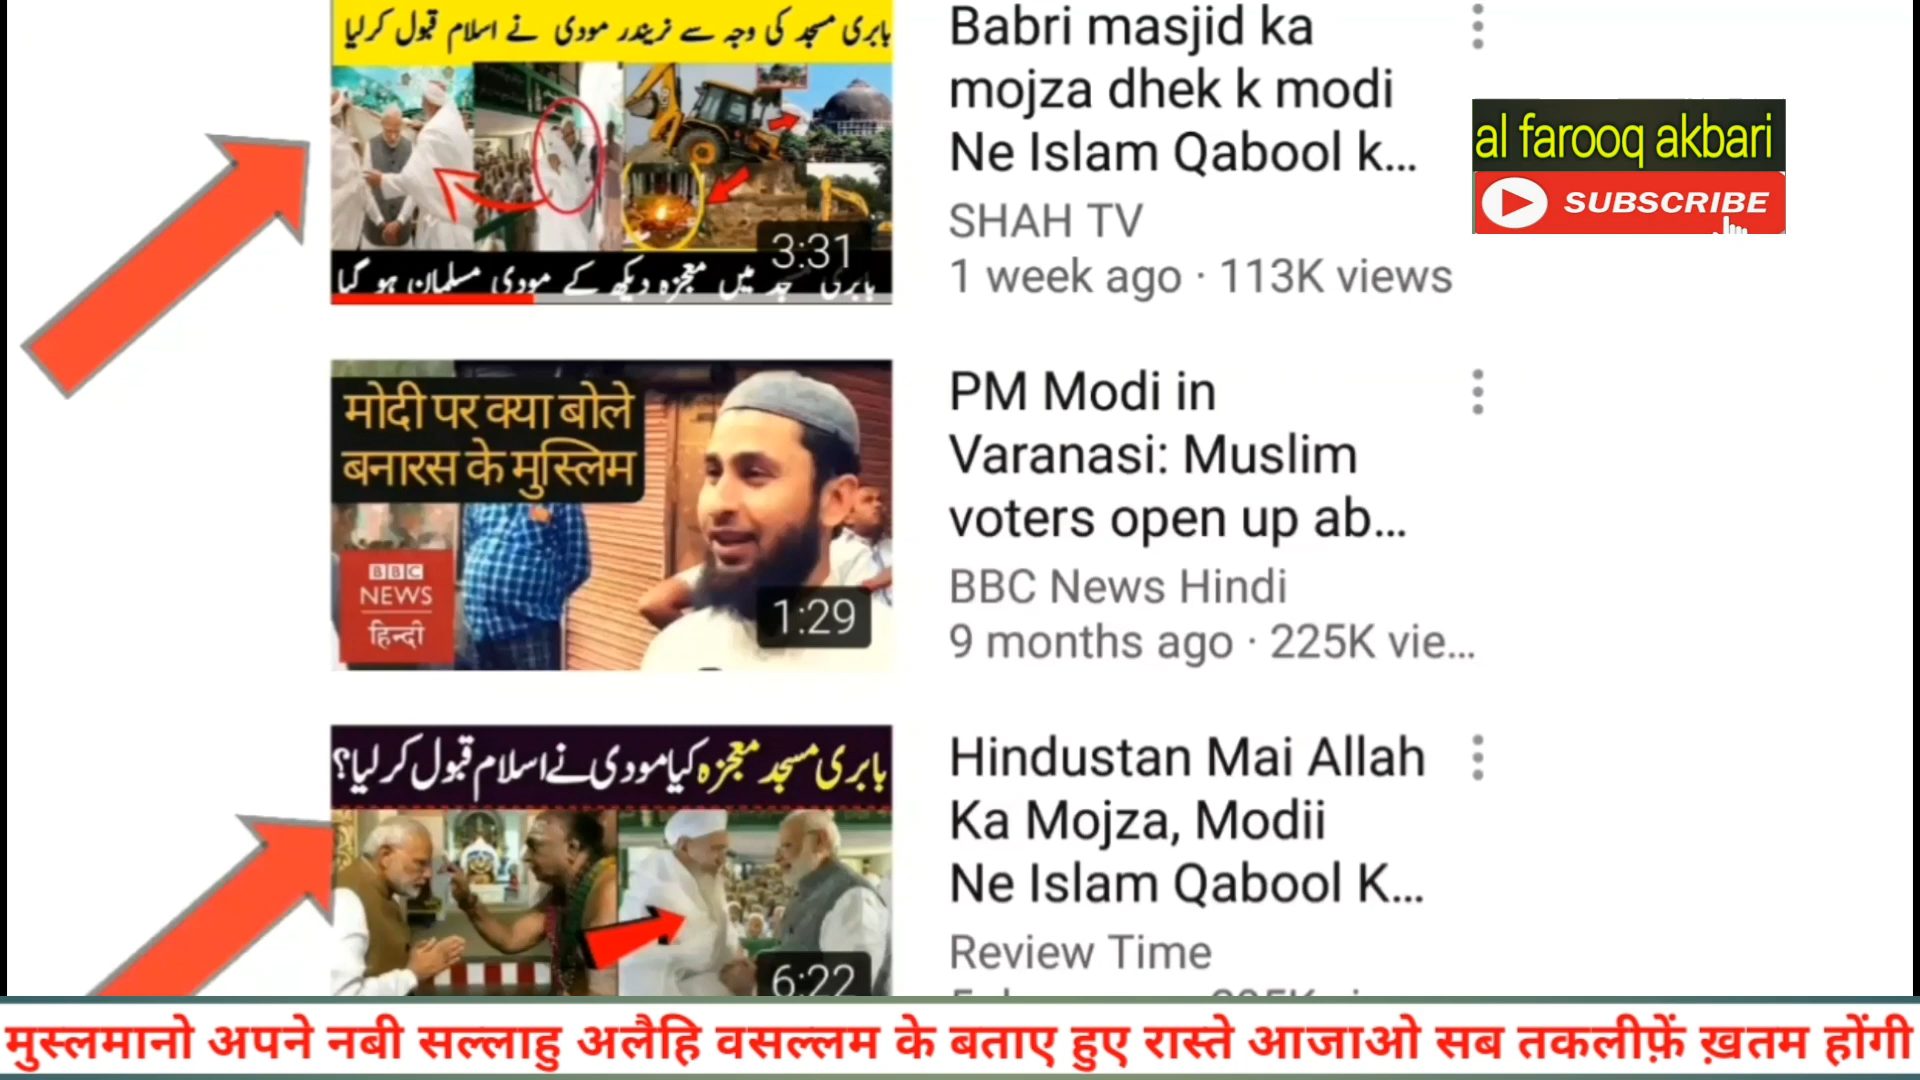 بابری مسجد کی وجہ سے نریندر مودی نے اسلام قبول کرلیا
3:31
بابری مسجد میں معجزہ دیکھ کے مودی مسلمان ہو گیا
Babri masjid ka
mojza dhek k modi
Ne Islam Qabool k...
SHAH TV
1 week ago · 113K views
al farooq akbari
SUBSCRIBE
मोदी पर क्या बोले
बनारस के मुस्लिम
BBC
NEWS
हिन्दी
1:29
PM Modi in
Varanasi: Muslim
voters open up ab...
BBC News Hindi
9 months ago · 225K vie...
بابری مسجد معجزہ کیا مودی نے اسلام قبول کر لیا؟
6:22
Hindustan Mai Allah
Ka Mojza, Modii
Ne Islam Qabool K...
Review Time
मुस्लमानो अपने नबी सल्लाहु अलैहि वसल्लम के बताए हुए रास्ते आजाओ सब तकलीफ़ें ख़तम होंगी